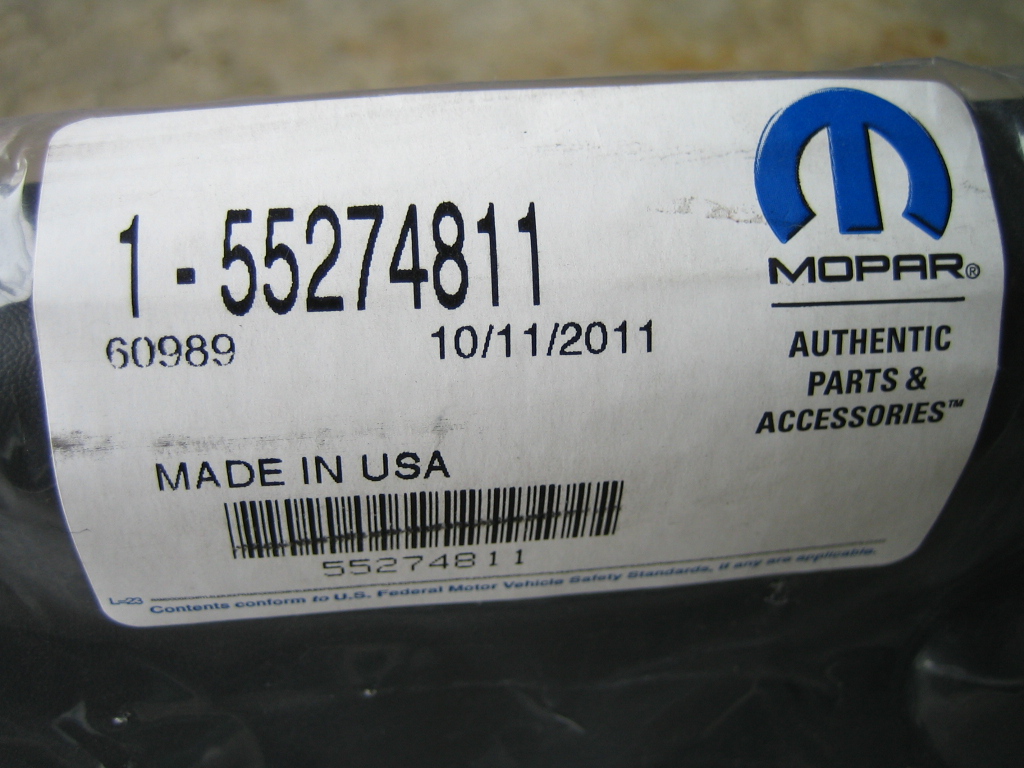 1 - 55274811
60989 10/11/2011
MOPAR®
AUTHENTIC
PARTS &
ACCESSORIES™
MADE IN USA
55274811
L-23
Contents conform to U.S. Federal Motor Vehicle Safety Standards, if any are applicable.